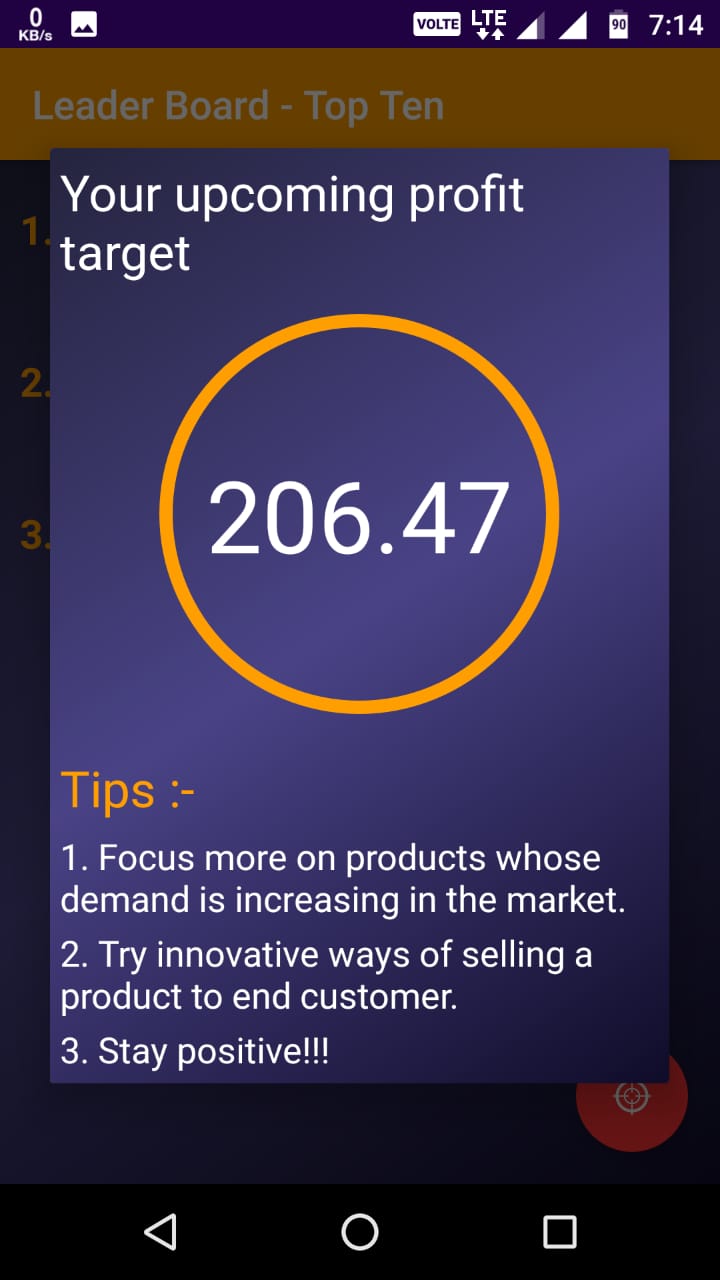 0
KB/s
VOLTE
LTE
90
7:14
Leader Board - Top Ten
Your upcoming profit
target
1.
2.
3.
206.47
Tips :-
1. Focus more on products whose
demand is increasing in the market.
2. Try innovative ways of selling a
product to end customer.
3. Stay positive!!!